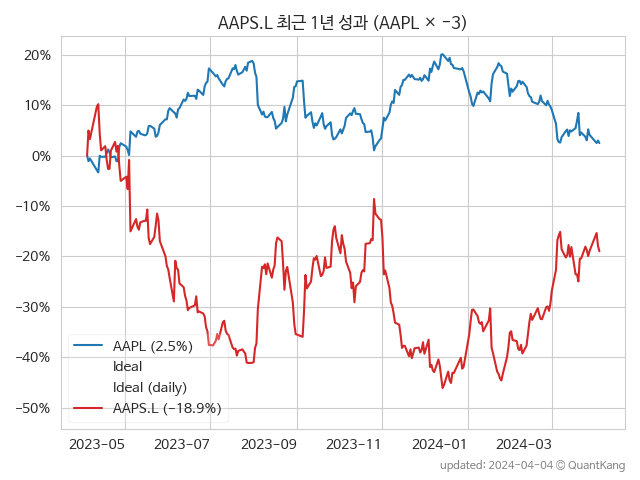 AAPS.L 최근 1년 성과 (AAPL × -3)
20%
10%
0%
−10%
−20%
−30%
−40%
−50%
AAPL (2.5%)
Ideal
Ideal (daily)
AAPS.L (-18.9%)
2023-05 2023-07 2023-09 2023-11 2024-01 2024-03
updated: 2024-04-04 © QuantKang